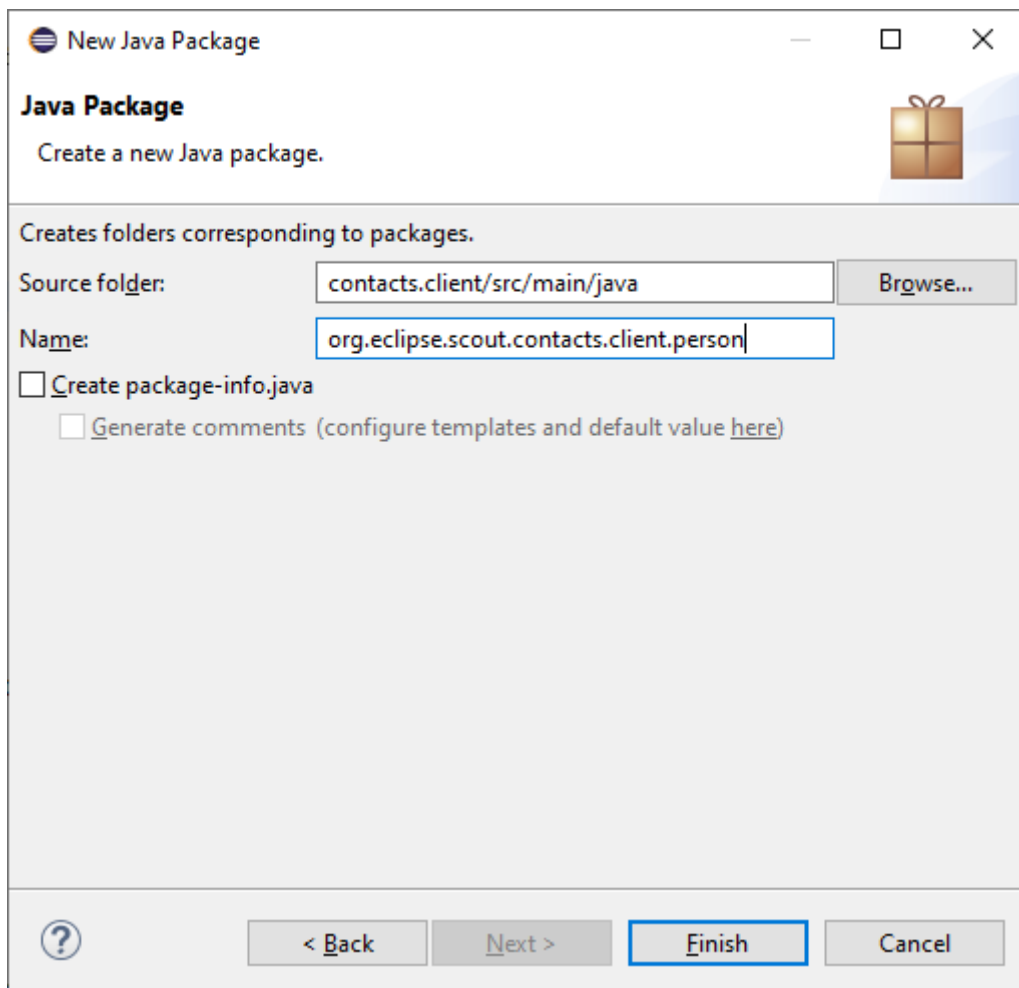 New Java Package
Java Package
Create a new Java package.
Creates folders corresponding to packages.
Source folder: contacts.client/src/main/java Browse...
Name: org.eclipse.scout.contacts.client.person
Create package-info.java
Generate comments (configure templates and default value here)
? < Back Next > Finish Cancel